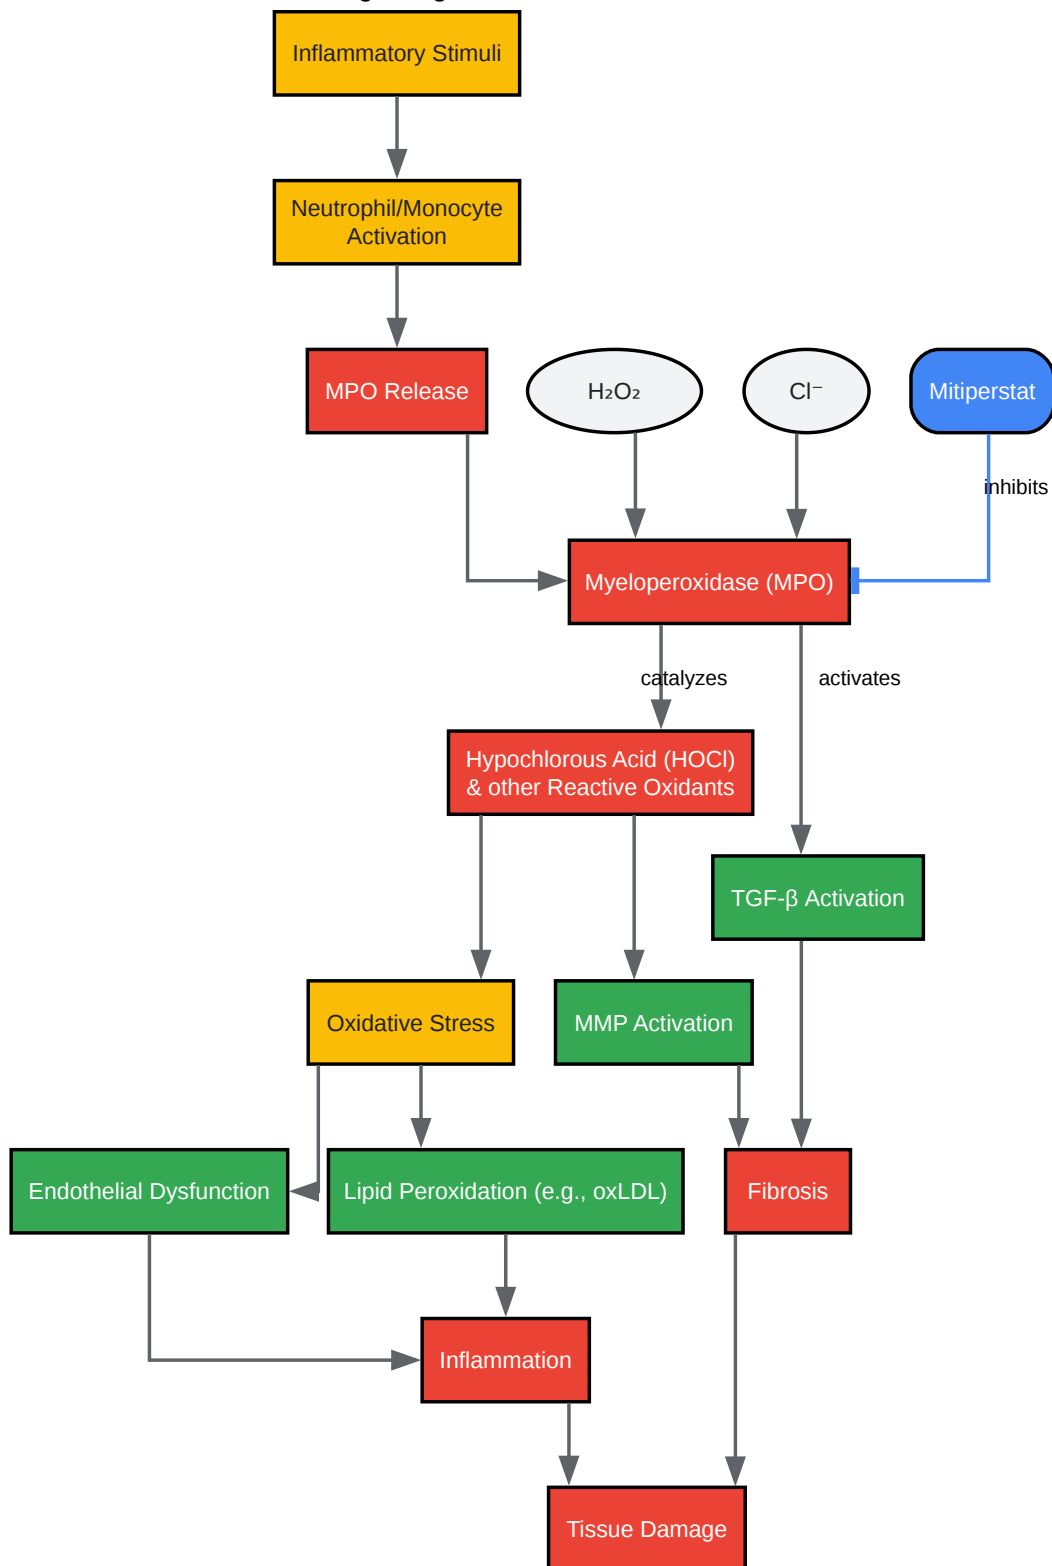 Inflammatory Stimuli
Neutrophil/Monocyte
Activation
MPO Release
H₂O₂
Cl⁻
Mitiperstat
inhibits
Myeloperoxidase (MPO)
catalyzes
activates
Hypochlorous Acid (HOCl)
& other Reactive Oxidants
TGF-β Activation
Oxidative Stress
MMP Activation
Endothelial Dysfunction
Lipid Peroxidation (e.g., oxLDL)
Fibrosis
Inflammation
Tissue Damage